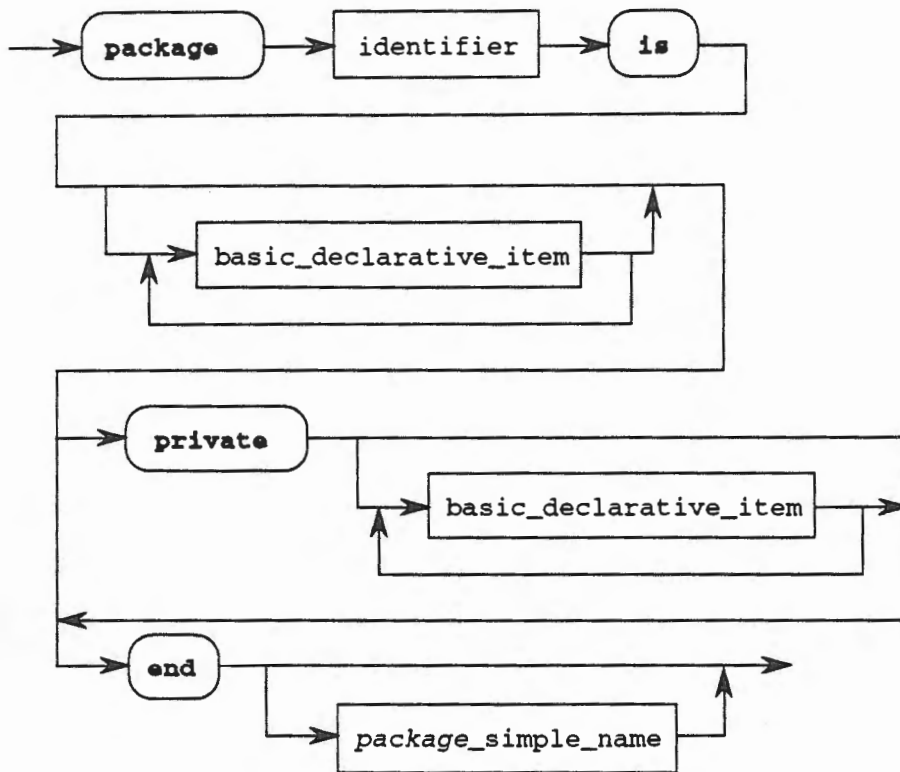 package identifier is
basic_declarative_item
private
basic_declarative_item
end
package_simple_name